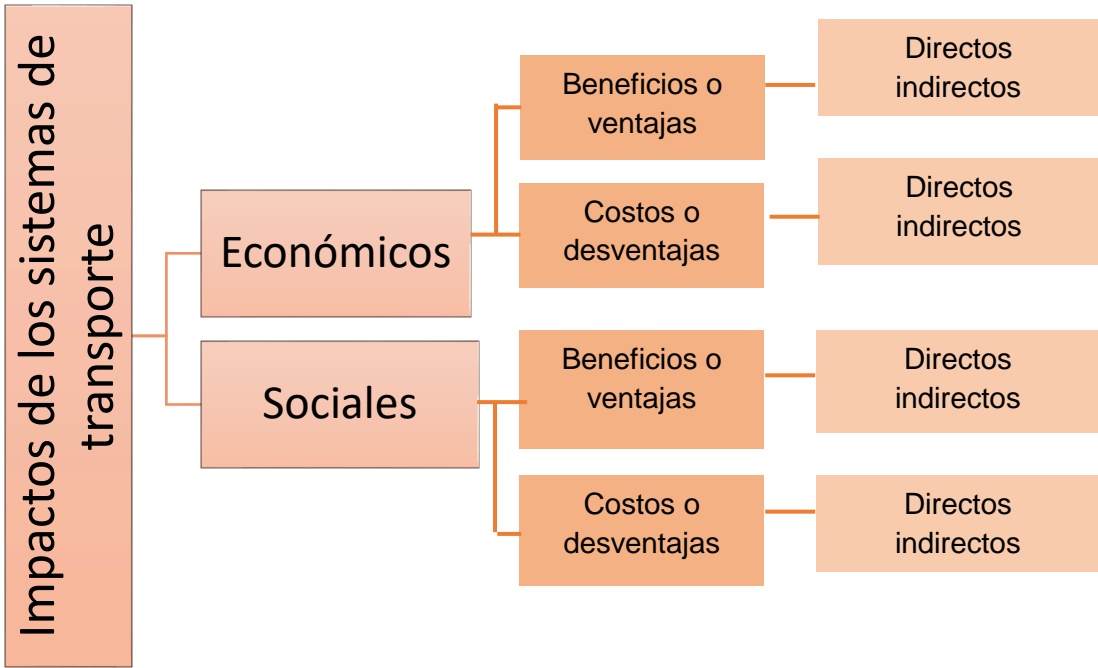 Impactos de los sistemas de
transporte
Económicos
Beneficios o
ventajas
Directos
indirectos
Costos o
desventajas
Directos
indirectos
Sociales
Beneficios o
ventajas
Directos
indirectos
Costos o
desventajas
Directos
indirectos